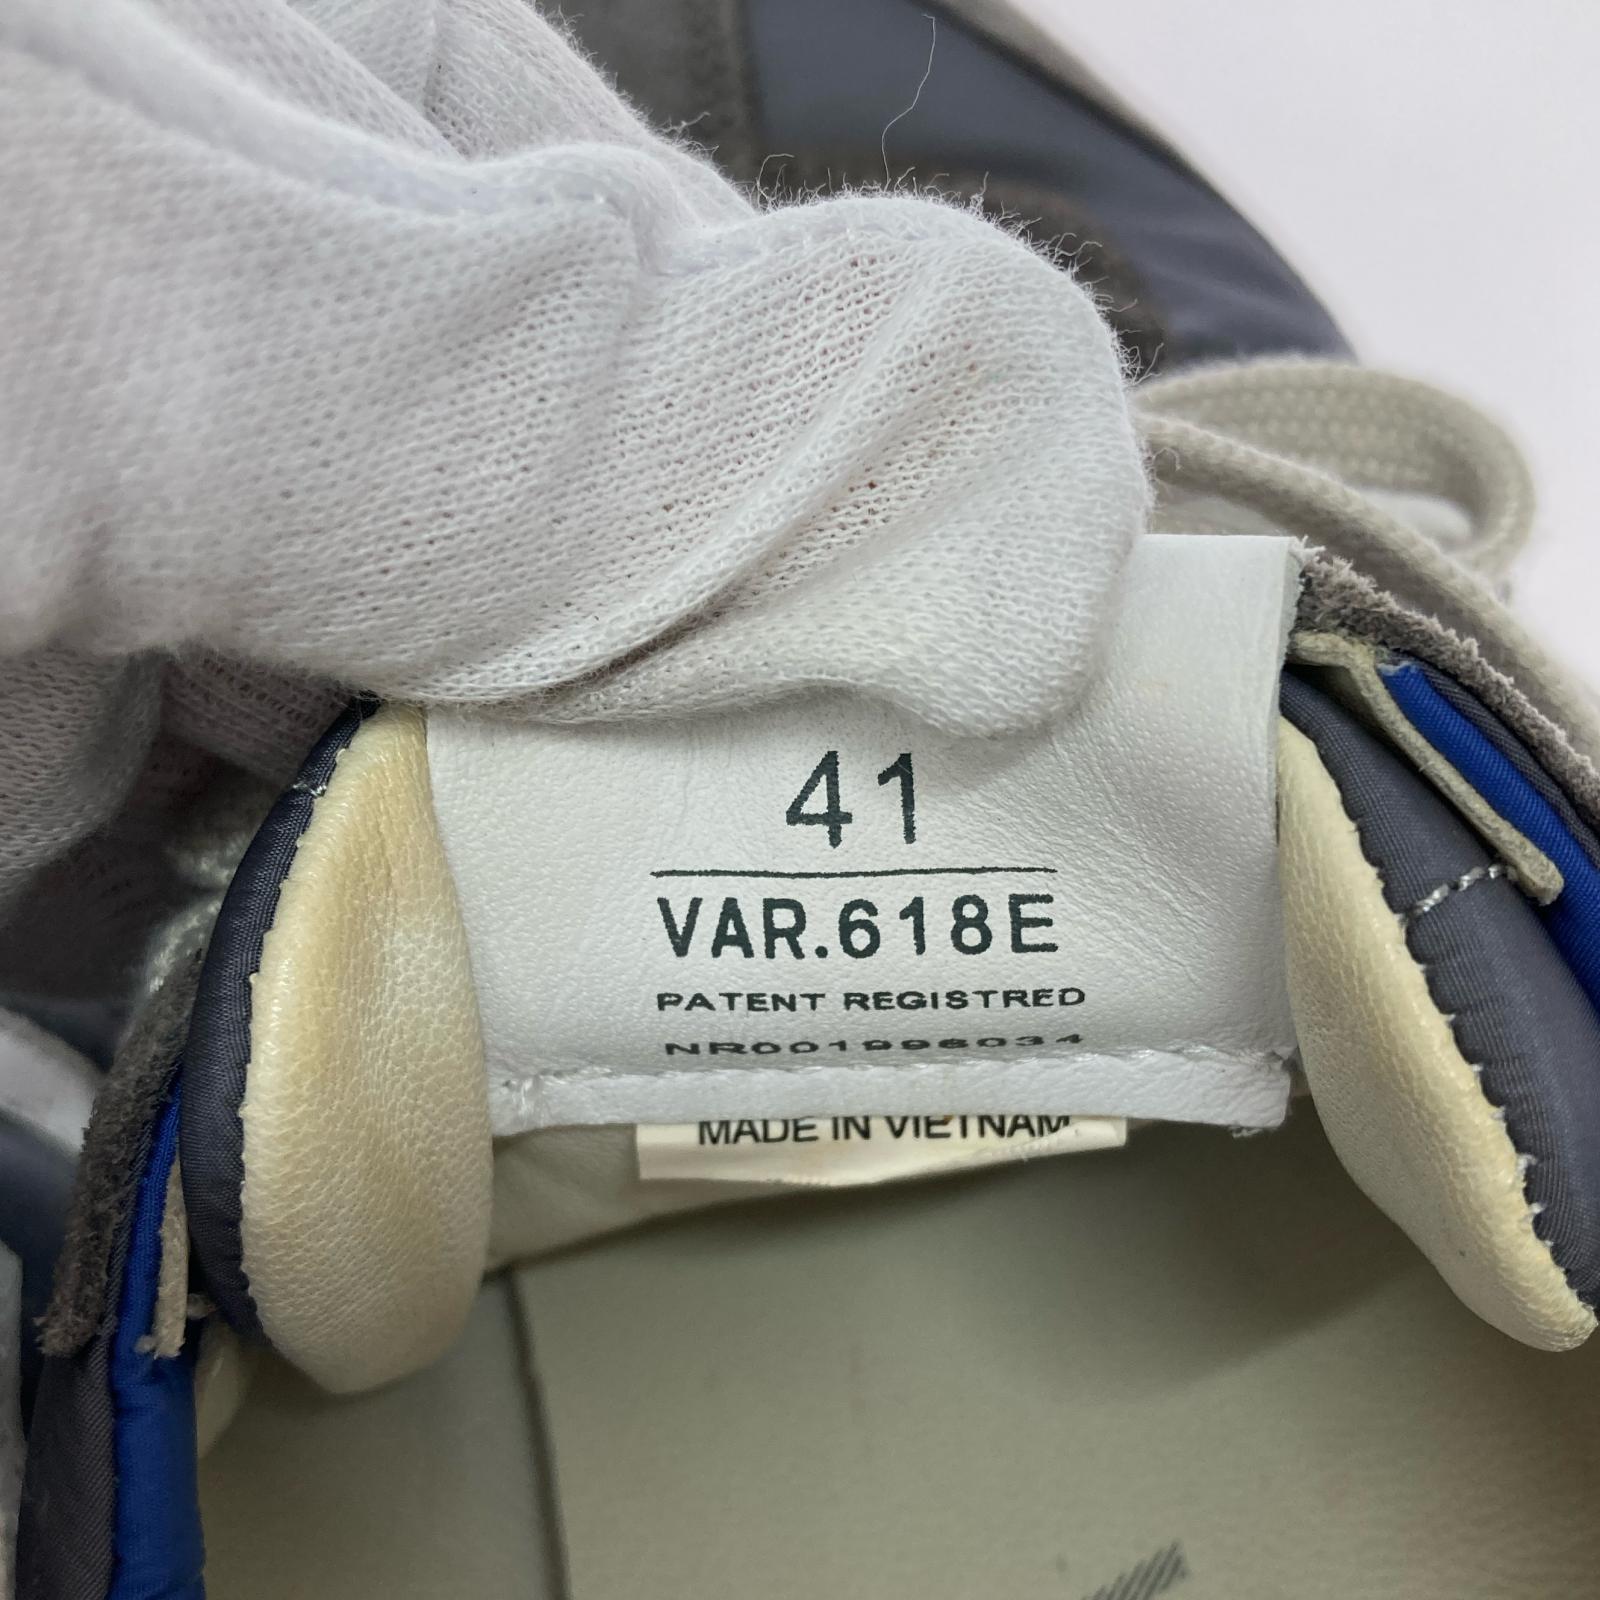 41
VAR.618E
PATENT REGISTRED
NR001996034
MADE IN VIETNAM